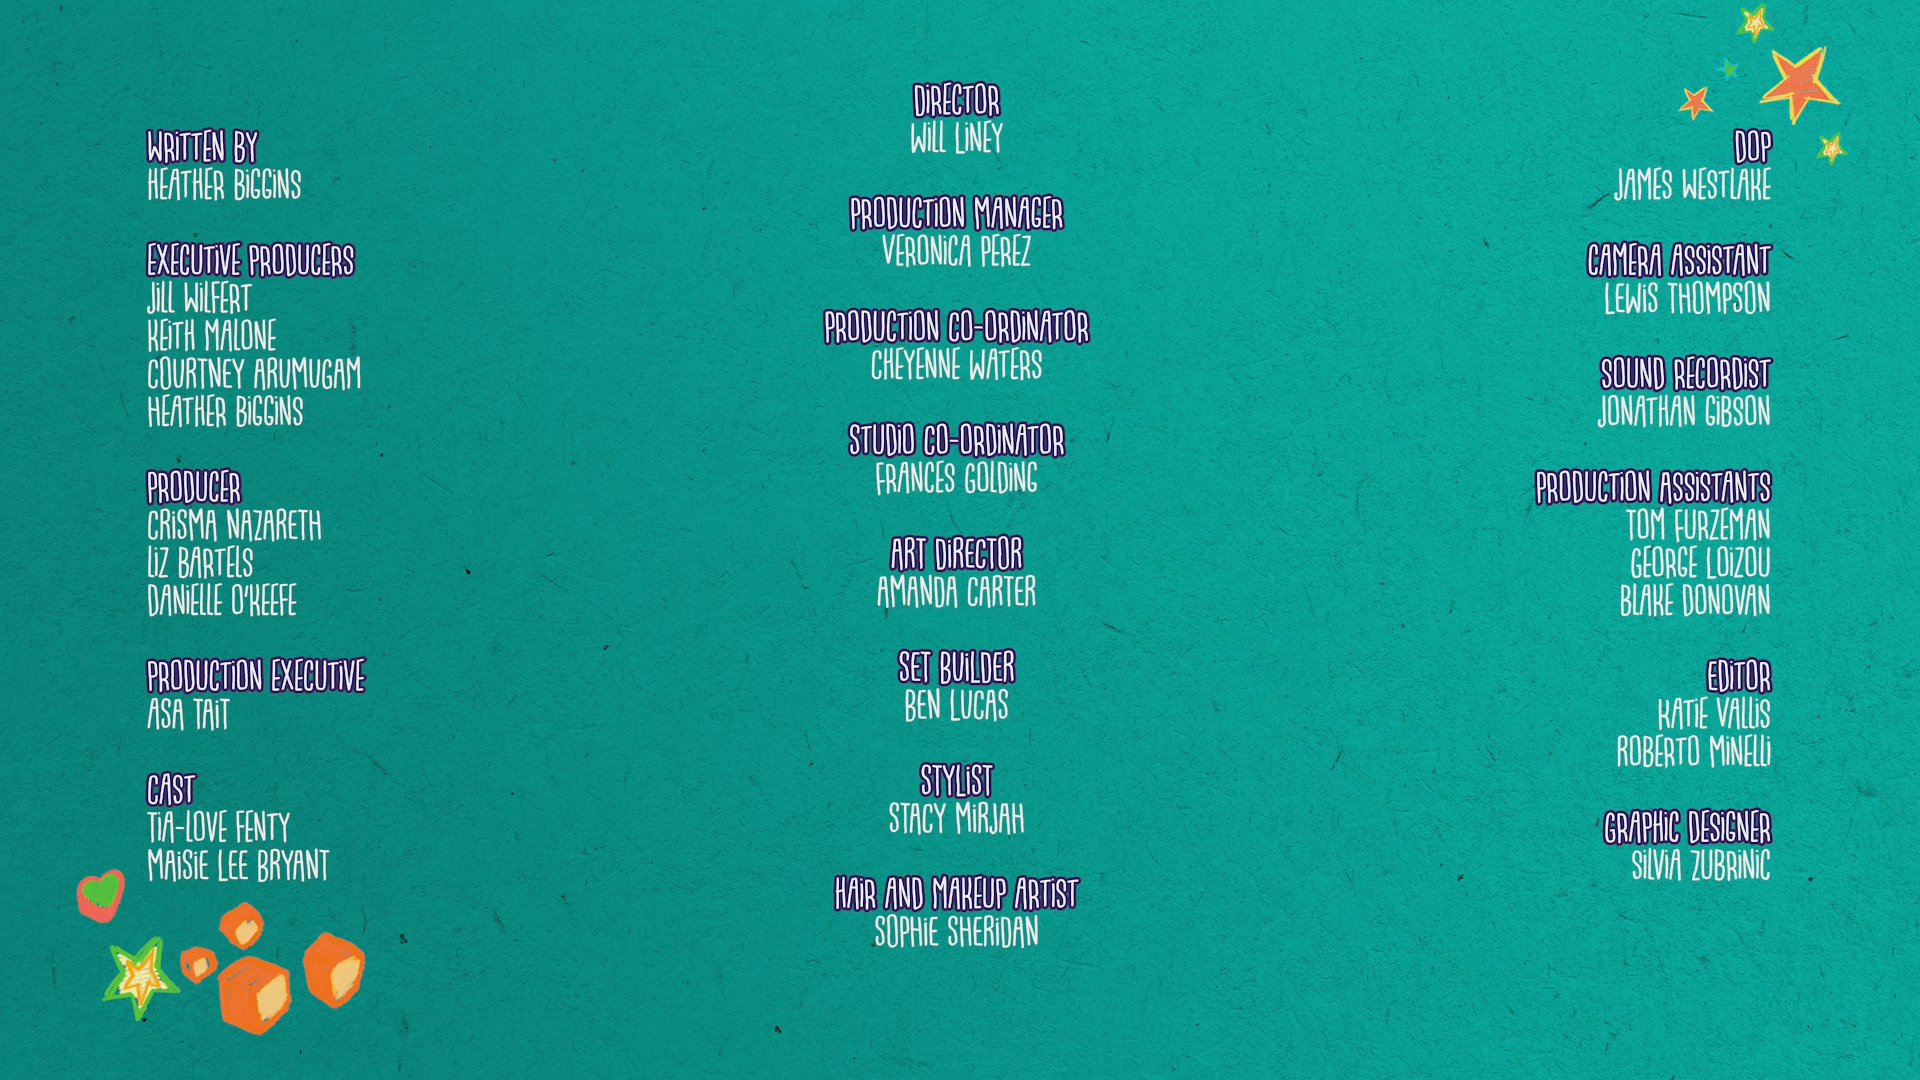 WRiTTEN BY
HEATHER BiGGiNS
EXECUTiVE PRODUCERS
JiLL WiLFERT
KEiTH MALONE
COURTNEY ARUMUGAM
HEATHER BiGGiNS
PRODUCER
CRiSMA NAZARETH
LiZ BARTELS
DANiELLE O'KEEFE
PRODUCTiON EXECUTiVE
ASA TAiT
CAST
TiA-LOVE FENTY
MAiSiE LEE BRYANT
DiRECTOR
WiLL LiNEY
PRODUCTiON MANAGER
VERONiCA PEREZ
PRODUCTiON CO-ORDiNATOR
CHEYENNE WATERS
STUDiO CO-ORDiNATOR
FRANCES GOLDiNG
ART DiRECTOR
AMANDA CARTER
SET BUiLDER
BEN LUCAS
STYLiST
STACY MiRJAH
HAiR AND MAKEUP ARTiST
SOPHiE SHERiDAN
DOP
JAMES WESTLAKE
CAMERA ASSiSTANT
LEWiS THOMPSON
SOUND RECORDiST
JONATHAN GiBSON
PRODUCTiON ASSiSTANTS
TOM FURZEMAN
GEORGE LOiZOU
BLAKE DONOVAN
EDiTOR
KATiE VALLiS
ROBERTO MiNELLi
GRAPHiC DESiGNER
SiLViA ZUBRiNiC